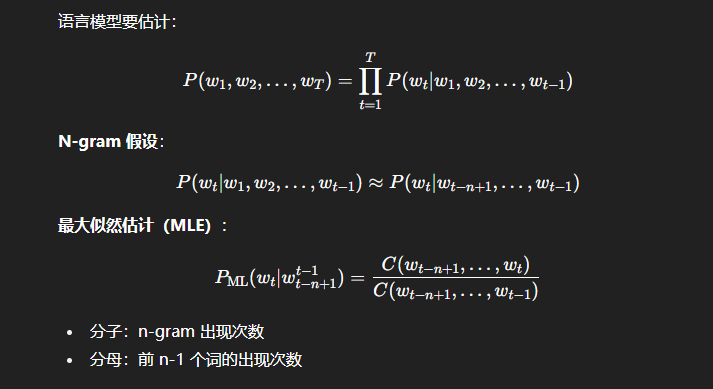 语言模型要估计：
P(w₁, w₂, …, w_T) = ∏_{t=1}^{T} P(w_t|w₁, w₂, …, w_{t−1})
N-gram 假设：
P(w_t|w₁, w₂, …, w_{t−1}) ≈ P(w_t|w_{t−n+1}, …, w_{t−1})
最大似然估计（MLE）：
P_{ML}(w_t|w_{t−n+1}^{t−1}) = C(w_{t−n+1}, …, w_t) / C(w_{t−n+1}, …, w_{t−1})
• 分子：n-gram 出现次数
• 分母：前 n-1 个词的出现次数